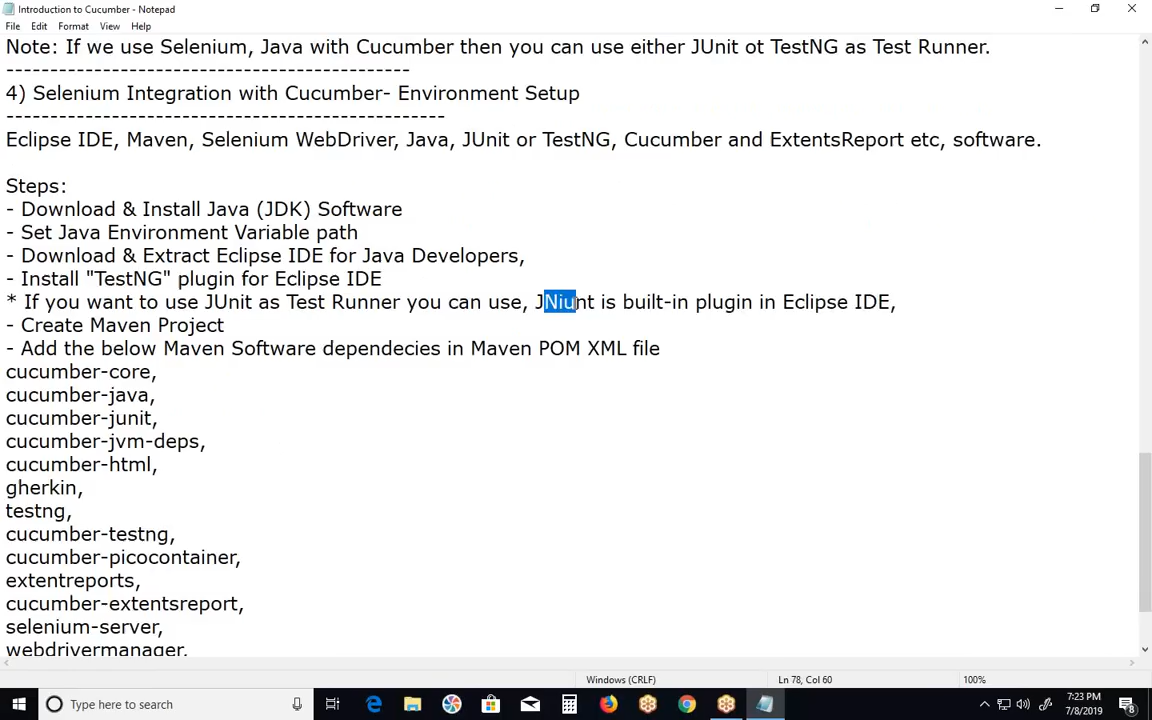 Introduction to Cucumber - Notepad
File Edit Format View Help
Note: If we use Selenium, Java with Cucumber then you can use either JUnit ot TestNG as Test Runner.
----------------------------------------------
4) Selenium Integration with Cucumber- Environment Setup
--------------------------------------------------
Eclipse IDE, Maven, Selenium WebDriver, Java, JUnit or TestNG, Cucumber and ExtentsReport etc, software.
Steps:
- Download & Install Java (JDK) Software
- Set Java Environment Variable path
- Download & Extract Eclipse IDE for Java Developers,
- Install "TestNG" plugin for Eclipse IDE
* If you want to use JUnit as Test Runner you can use, JNiunt is built-in plugin in Eclipse IDE,
- Create Maven Project
- Add the below Maven Software dependecies in Maven POM XML file
cucumber-core,
cucumber-java,
cucumber-junit,
cucumber-jvm-deps,
cucumber-html,
gherkin,
testng,
cucumber-testng,
cucumber-picocontainer,
extentreports,
cucumber-extentsreport,
selenium-server,
webdrivermanager.
Windows (CRLF) Ln 78, Col 60 100%
Type here to search
7:23 PM
7/8/2019
8